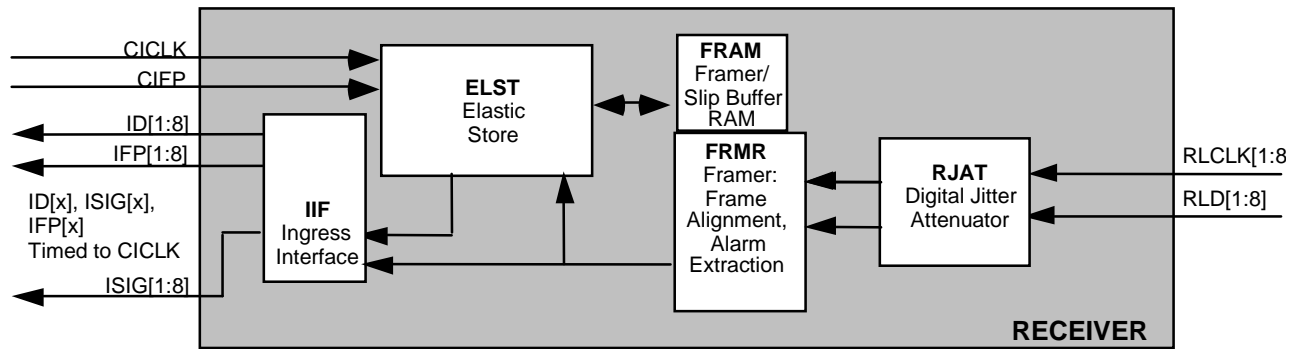 CICLK
CIFP
ID[1:8]
IFP[1:8]
ID[x], ISIG[x],
IFP[x]
Timed to CICLK
ISIG[1:8]
IIF
Ingress
Interface
ELST
Elastic
Store
FRAM
Framer/
Slip Buffer
RAM
FRMR
Framer:
Frame
Alignment,
Alarm
Extraction
RJAT
Digital Jitter
Attenuator
RLCLK[1:8
RLD[1:8]
RECEIVER